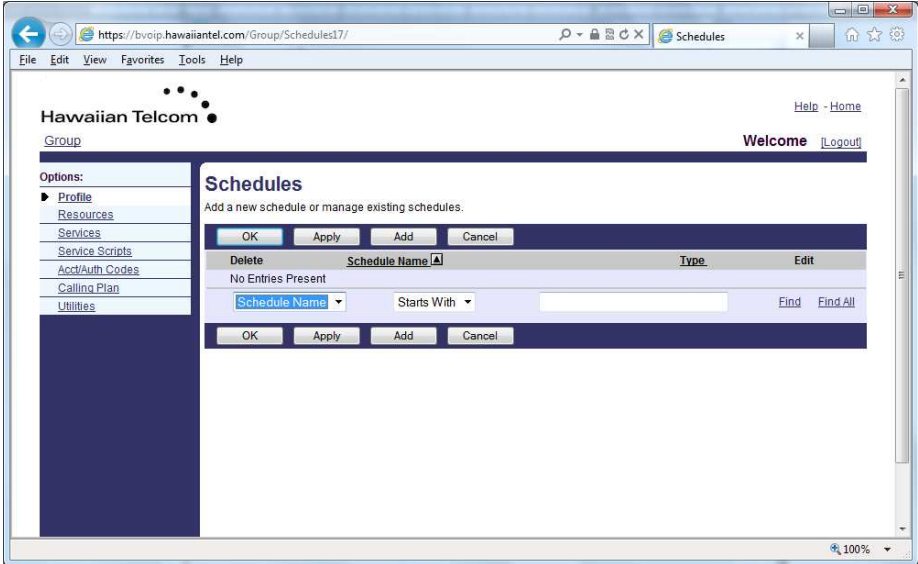 https://bvoip.hawaiiantel.com/Group/Schedules17/
Schedules
File Edit View Favorites Tools Help
Hawaiian Telcom
Help - Home
Group
Welcome [Logout]
Options:
Profile
Resources
Services
Service Scripts
Acct/Auth Codes
Calling Plan
Utilities
Schedules
Add a new schedule or manage existing schedules.
OK Apply Add Cancel
Delete Schedule Name Type Edit
No Entries Present
Schedule Name Starts With Find Find All
OK Apply Add Cancel
100%